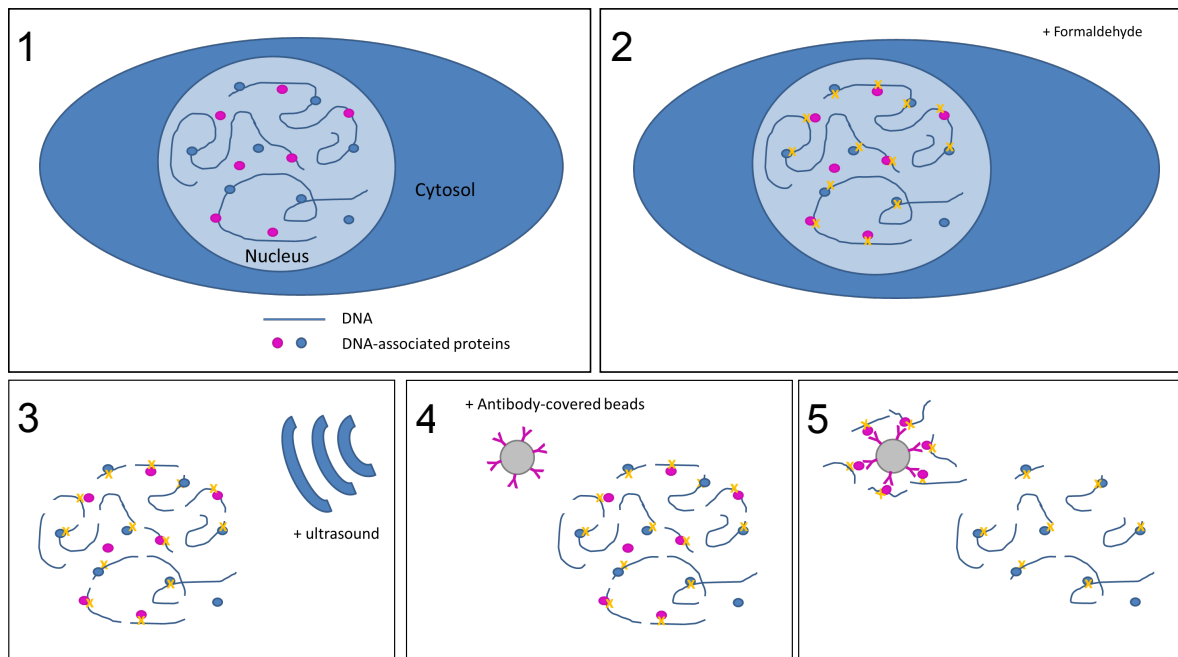 1
Cytosol
Nucleus
DNA
DNA-associated proteins
2
+ Formaldehyde
3
+ ultrasound
4
+ Antibody-covered beads
5